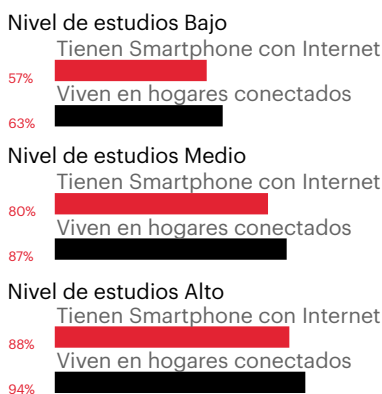 Nivel de estudios Bajo
Tienen Smartphone con Internet
57%
Viven en hogares conectados
63%
Nivel de estudios Medio
Tienen Smartphone con Internet
80%
Viven en hogares conectados
87%
Nivel de estudios Alto
Tienen Smartphone con Internet
88%
Viven en hogares conectados
94%